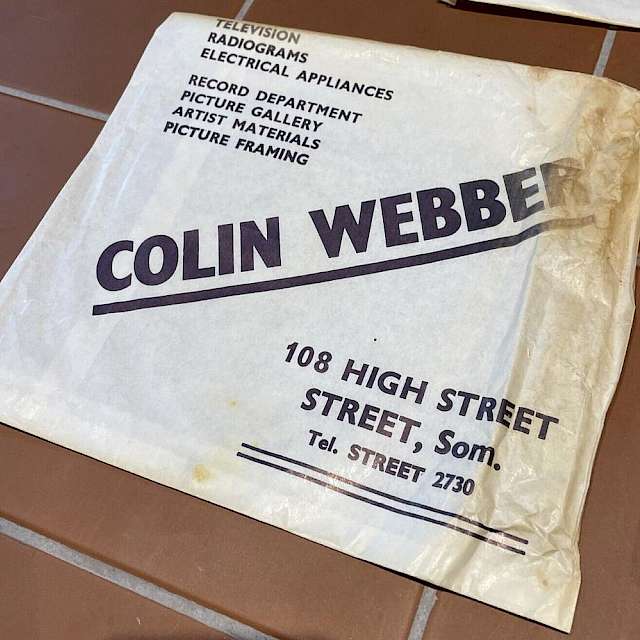 TELEVISION
RADIOGRAMS
ELECTRICAL APPLIANCES
RECORD DEPARTMENT
PICTURE GALLERY
ARTIST MATERIALS
PICTURE FRAMING
COLIN WEBBER
108 HIGH STREET
STREET, Som.
Tel. STREET 2730